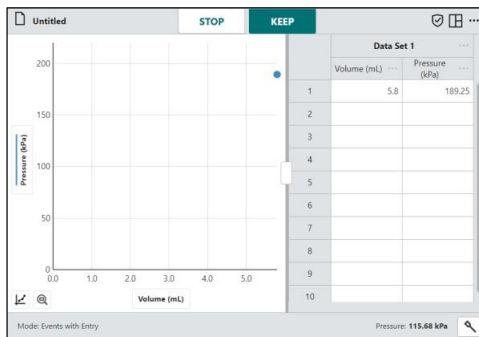 Untitled
STOP
KEEP
Data Set 1
Volume (mL)
Pressure
(kPa)
1 5.8 189.25
2
3
4
5
6
7
8
9
10
200
150
100
50
0
Pressure (kPa)
0.0 1.0 2.0 3.0 4.0 5.0
Volume (mL)
Mode: Events with Entry
Pressure: 115.68 kPa